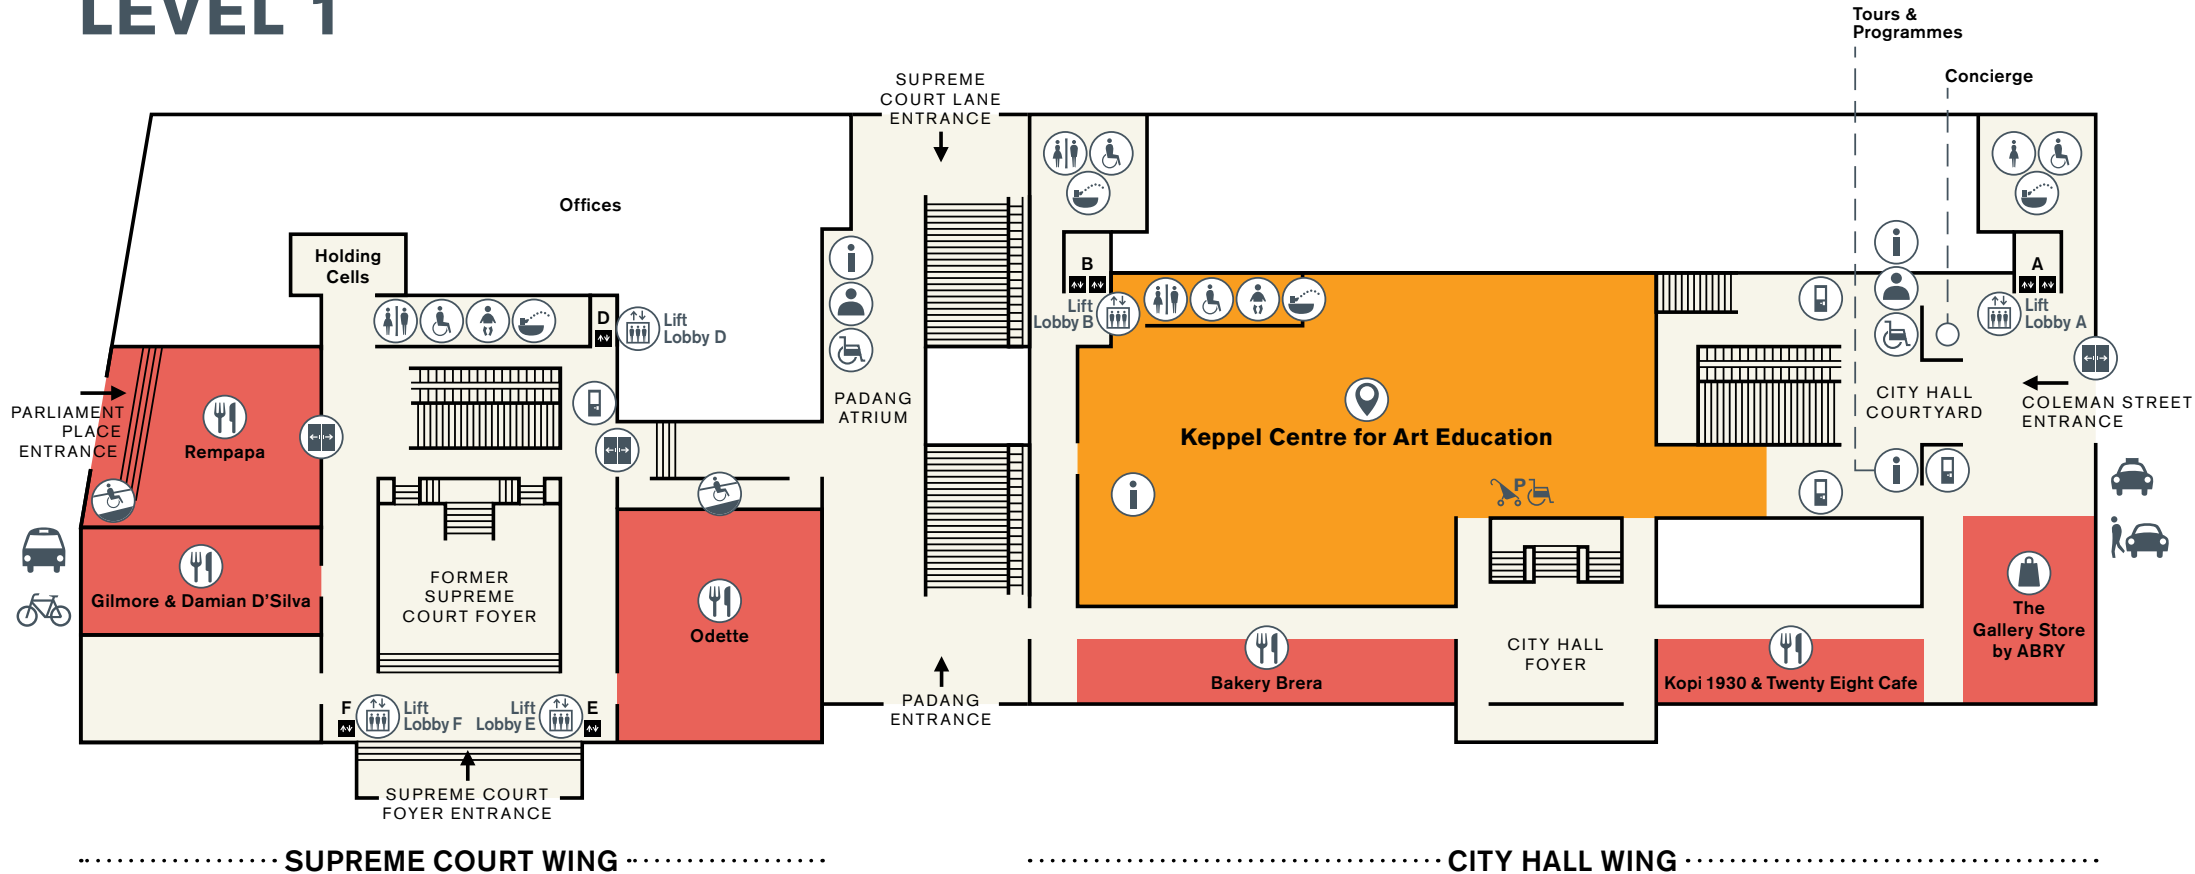 LEVEL 1
Tours &
Programmes
Concierge
SUPREME
COURT LANE
ENTRANCE
Offices
Holding
Cells
B
A
D
Lift
Lobby D
Lift
Lobby B
Lift
Lobby A
PADANG
ATRIUM
CITY HALL
COURTYARD
COLEMAN STREET
ENTRANCE
PARLIAMENT
PLACE
ENTRANCE
Rempapa
Keppel Centre for Art Education
P
FORMER
SUPREME
COURT FOYER
Gilmore & Damian D'Silva
Odette
The
Gallery Store
by ABRY
CITY HALL
FOYER
Bakery Brera
Kopi 1930 & Twenty Eight Cafe
PADANG
ENTRANCE
F
Lift
Lobby F
Lift
Lobby E
E
SUPREME COURT
FOYER ENTRANCE
SUPREME COURT WING
CITY HALL WING